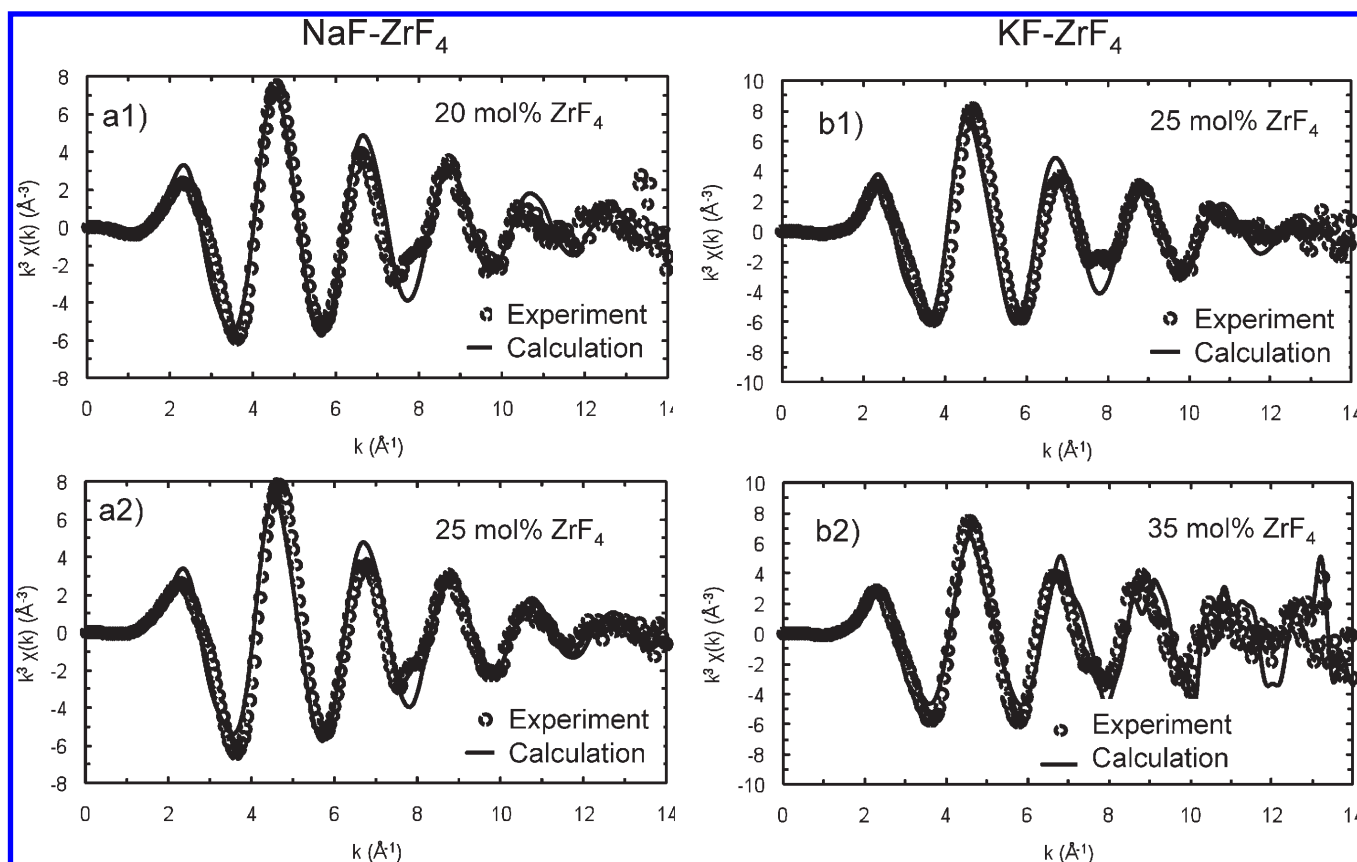 NaF-ZrF₄
KF-ZrF₄
a1)
20 mol% ZrF₄
k³ χ(k) (Å⁻³)
8
6
4
2
0
-2
-4
-6
-8
Experiment
Calculation
0 2 4 6 8 10 12 14
k (Å⁻¹)
b1)
25 mol% ZrF₄
k³ χ(k) (Å⁻³)
10
8
6
4
2
0
-2
-4
-6
-8
-10
Experiment
Calculation
0 2 4 6 8 10 12 14
k (Å⁻¹)
a2)
25 mol% ZrF₄
k³ χ(k) (Å⁻³)
8
6
4
2
0
-2
-4
-6
-8
Experiment
Calculation
0 2 4 6 8 10 12 14
k (Å⁻¹)
b2)
35 mol% ZrF₄
k³ χ(k) (Å⁻³)
10
8
6
4
2
0
-2
-4
-6
-8
-10
Experiment
Calculation
0 2 4 6 8 10 12 14
k (Å⁻¹)